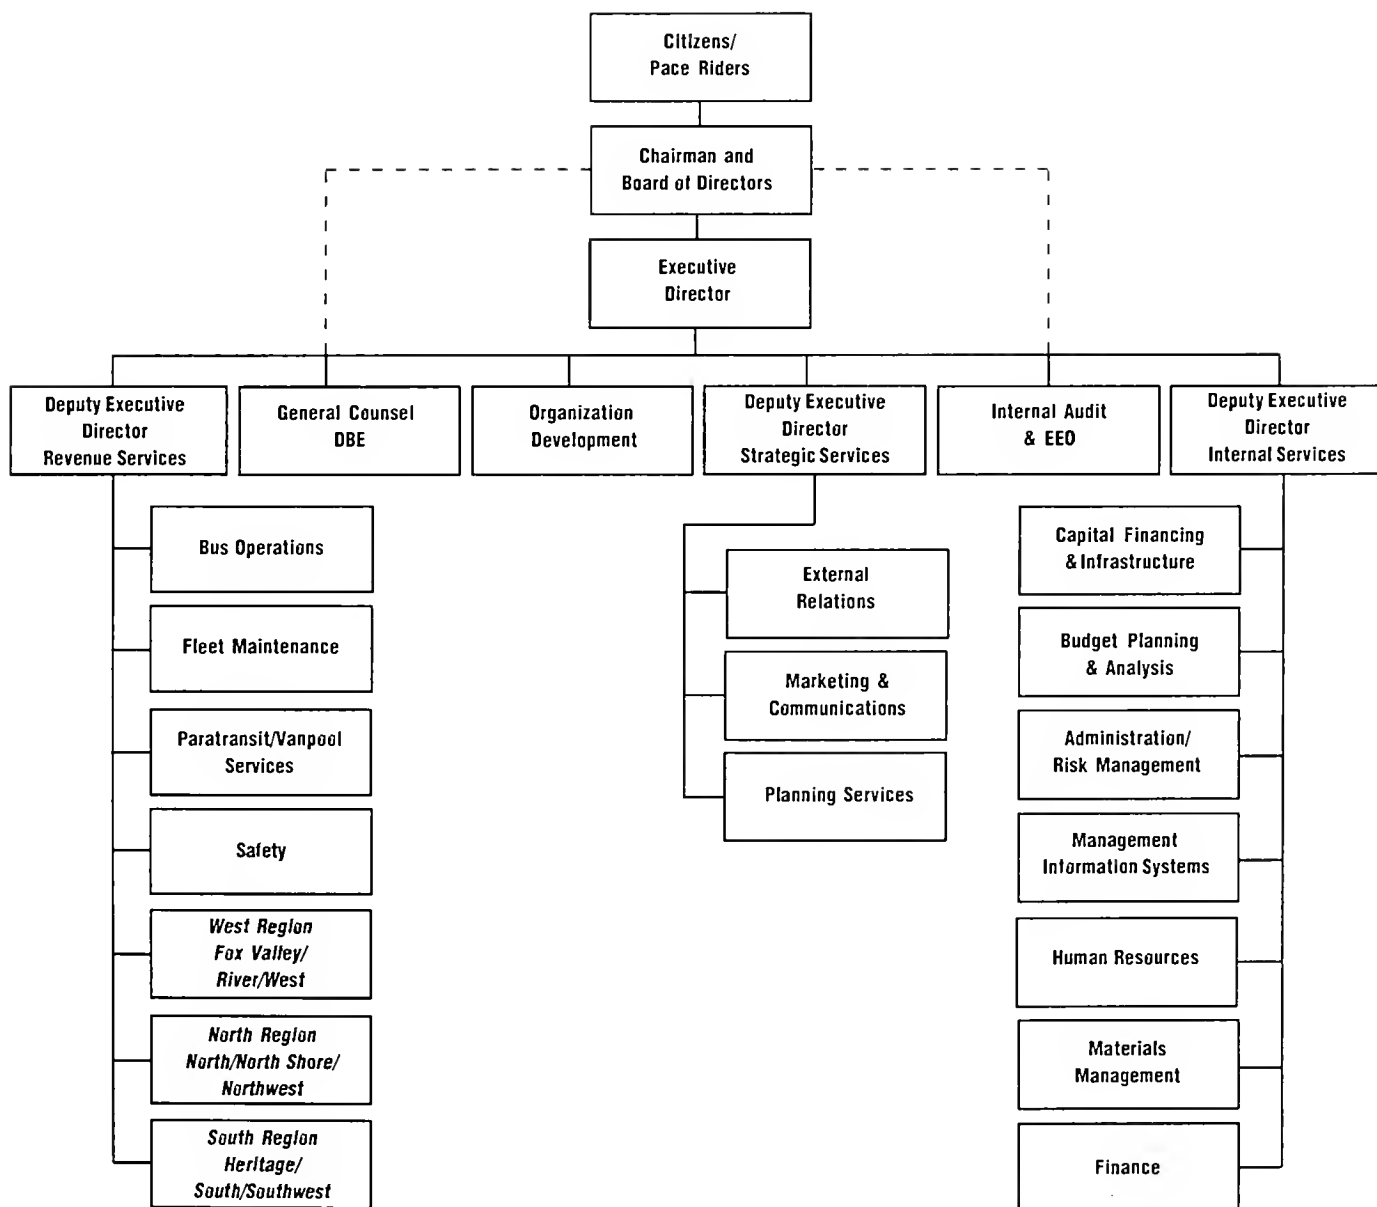 Citizens/
Pace Riders
Chairman and
Board of Directors
Executive
Director
Deputy Executive
Director
Revenue Services
General Counsel
DBE
Organization
Development
Deputy Executive
Director
Strategic Services
Internal Audit
& EEO
Deputy Executive
Director
Internal Services
Bus Operations
Fleet Maintenance
Paratransit/Vanpool
Services
Safety
West Region
Fox Valley/
River/West
North Region
North/North Shore/
Northwest
South Region
Heritage/
South/Southwest
External
Relations
Marketing &
Communications
Planning Services
Capital Financing
& Infrastructure
Budget Planning
& Analysis
Administration/
Risk Management
Management
Information Systems
Human Resources
Materials
Management
Finance